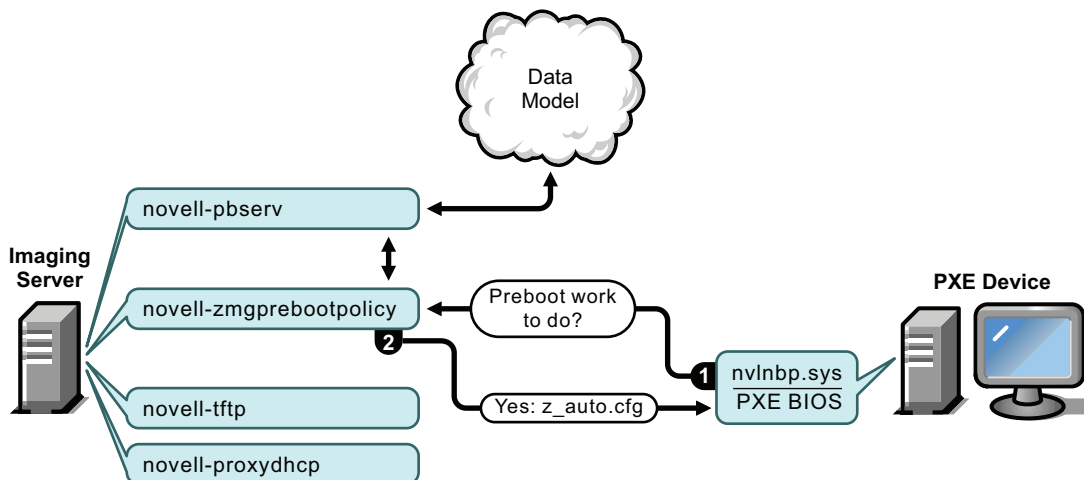 Data
Model
novell-pbserv
Imaging
Server
novell-zmgprebootpolicy
2
Preboot work
to do?
PXE Device
1
nvlnbp.sys
PXE BIOS
Yes: z_auto.cfg
novell-tftp
novell-proxydhcp